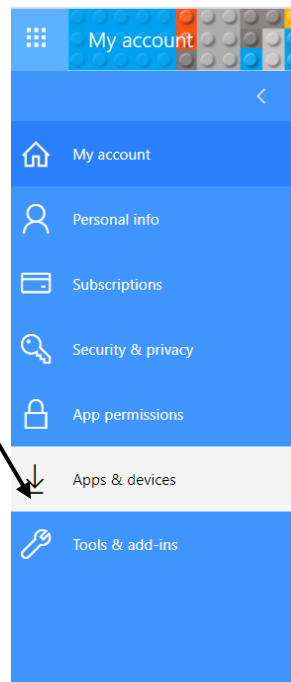 My account
My account
Personal info
Subscriptions
Security & privacy
App permissions
Apps & devices
Tools & add-ins